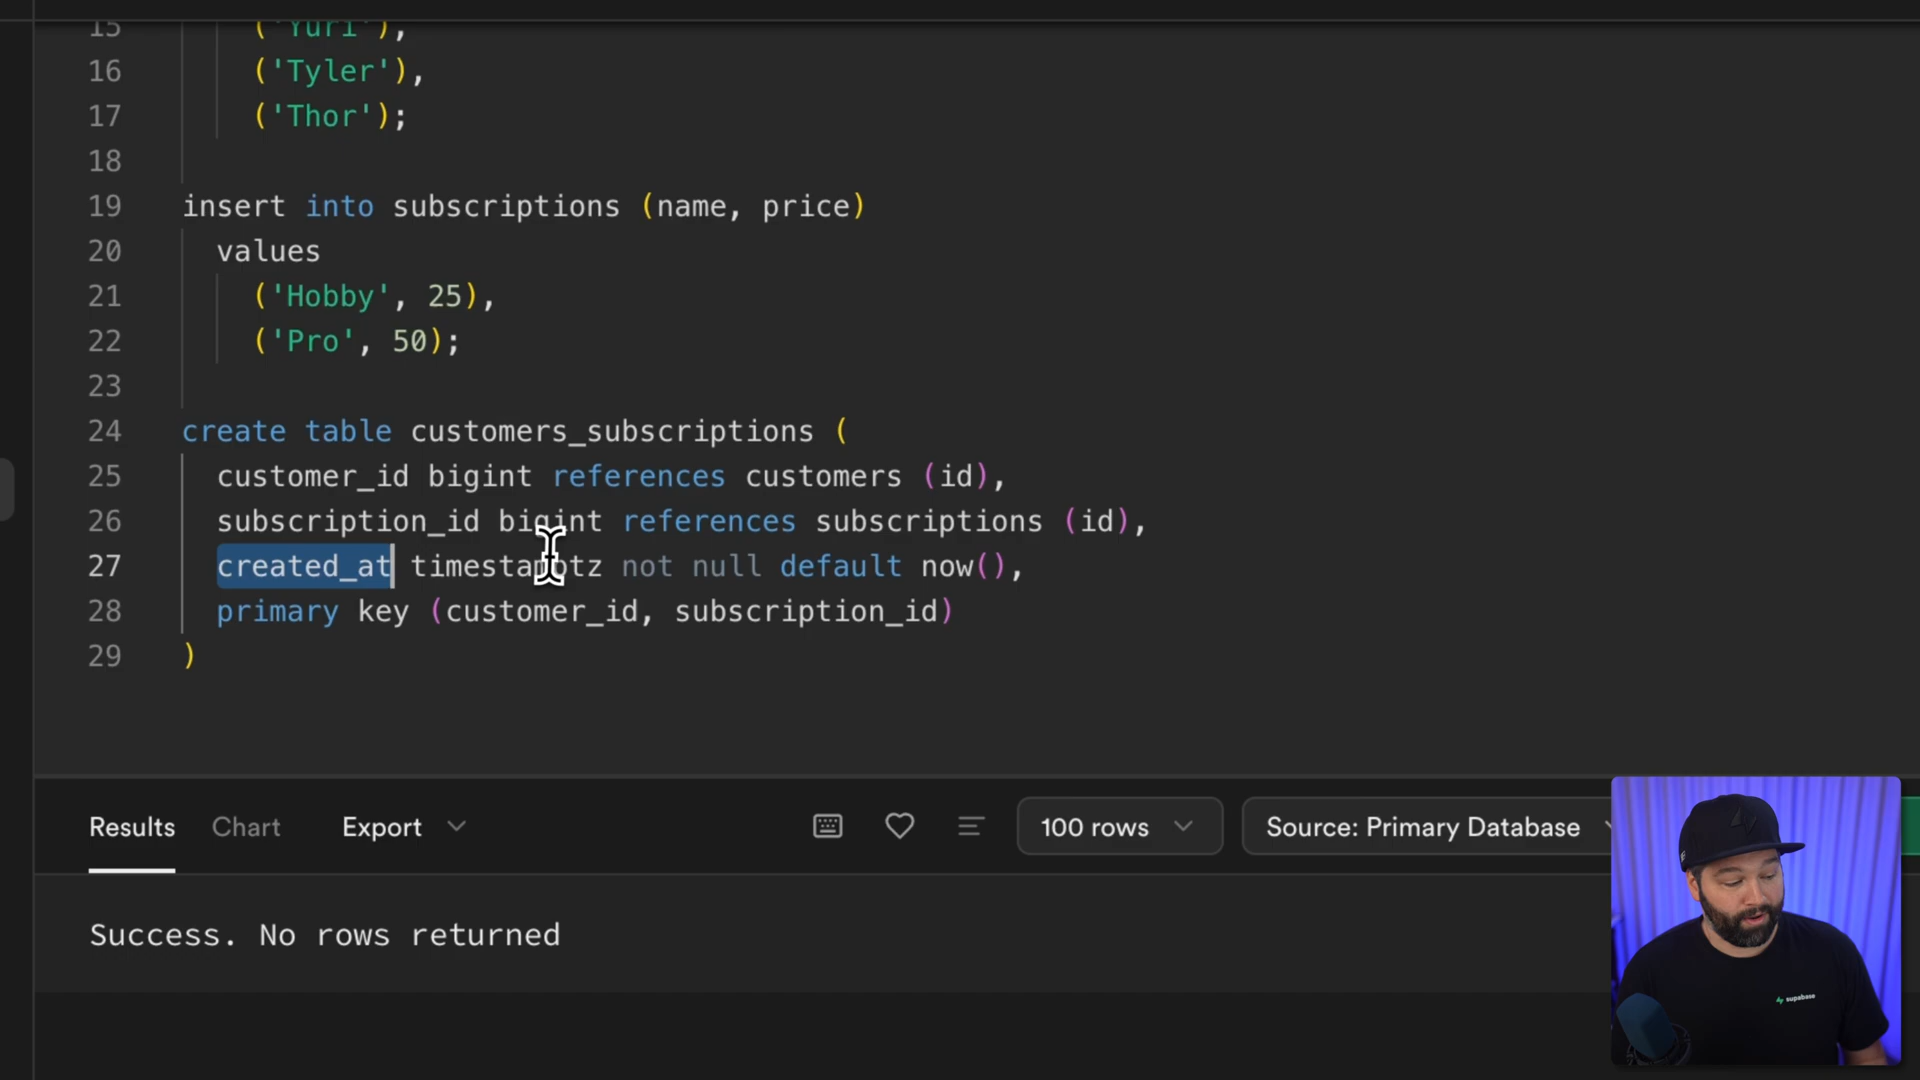 15 ('Yuri'),
16 ('Tyler'),
17 ('Thor');
18
19 insert into subscriptions (name, price)
20 values
21 ('Hobby', 25),
22 ('Pro', 50);
23
24 create table customers_subscriptions (
25 customer_id bigint references customers (id),
26 subscription_id bigint references subscriptions (id),
27 created_at timestamptz not null default now(),
28 primary key (customer_id, subscription_id)
29 )
Results Chart Export 100 rows Source: Primary Database
Success. No rows returned
supabase